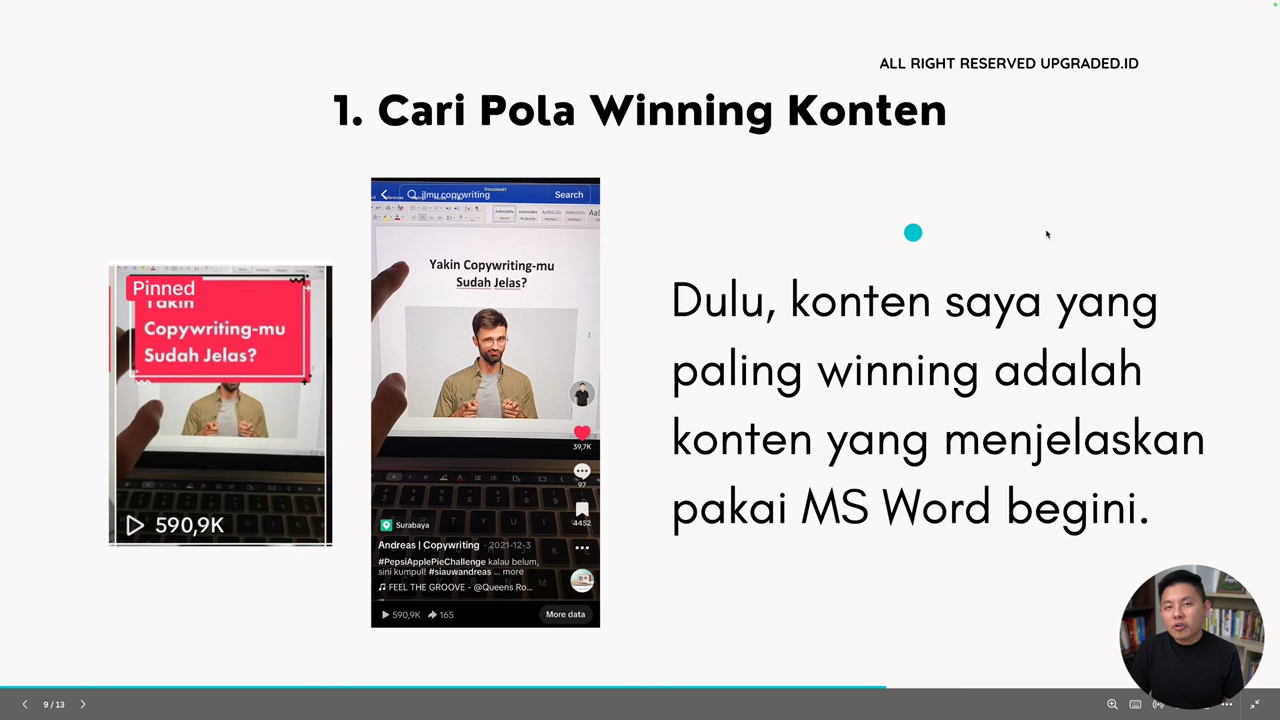 ALL RIGHT RESERVED UPGRADED.ID
1. Cari Pola Winning Konten
Pinned
Yakin
Copywriting-mu
Sudah Jelas?
590,9K
ilmu copywriting
Search
Yakin Copywriting-mu
Sudah Jelas?
39,7K
97
4452
Surabaya
Andreas | Copywriting · 2021-12-3
#PepsiApplePieChallenge kalau belum,
sini kumpul! #siauwandreas ... more
FEEL THE GROOVE - @Queens Ro...
590,9K 165 More data
Dulu, konten saya yang
paling winning adalah
konten yang menjelaskan
pakai MS Word begini.
9 / 13